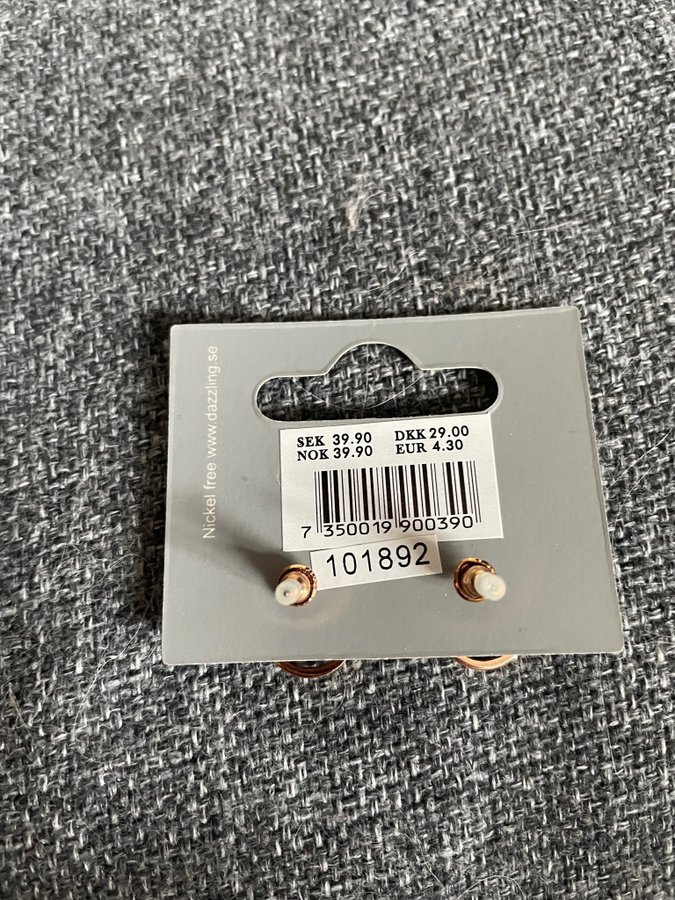 Nickel free www.dazzling.se
SEK 39.90 DKK 29.00
NOK 39.90 EUR 4.30
7 350019 900390
101892